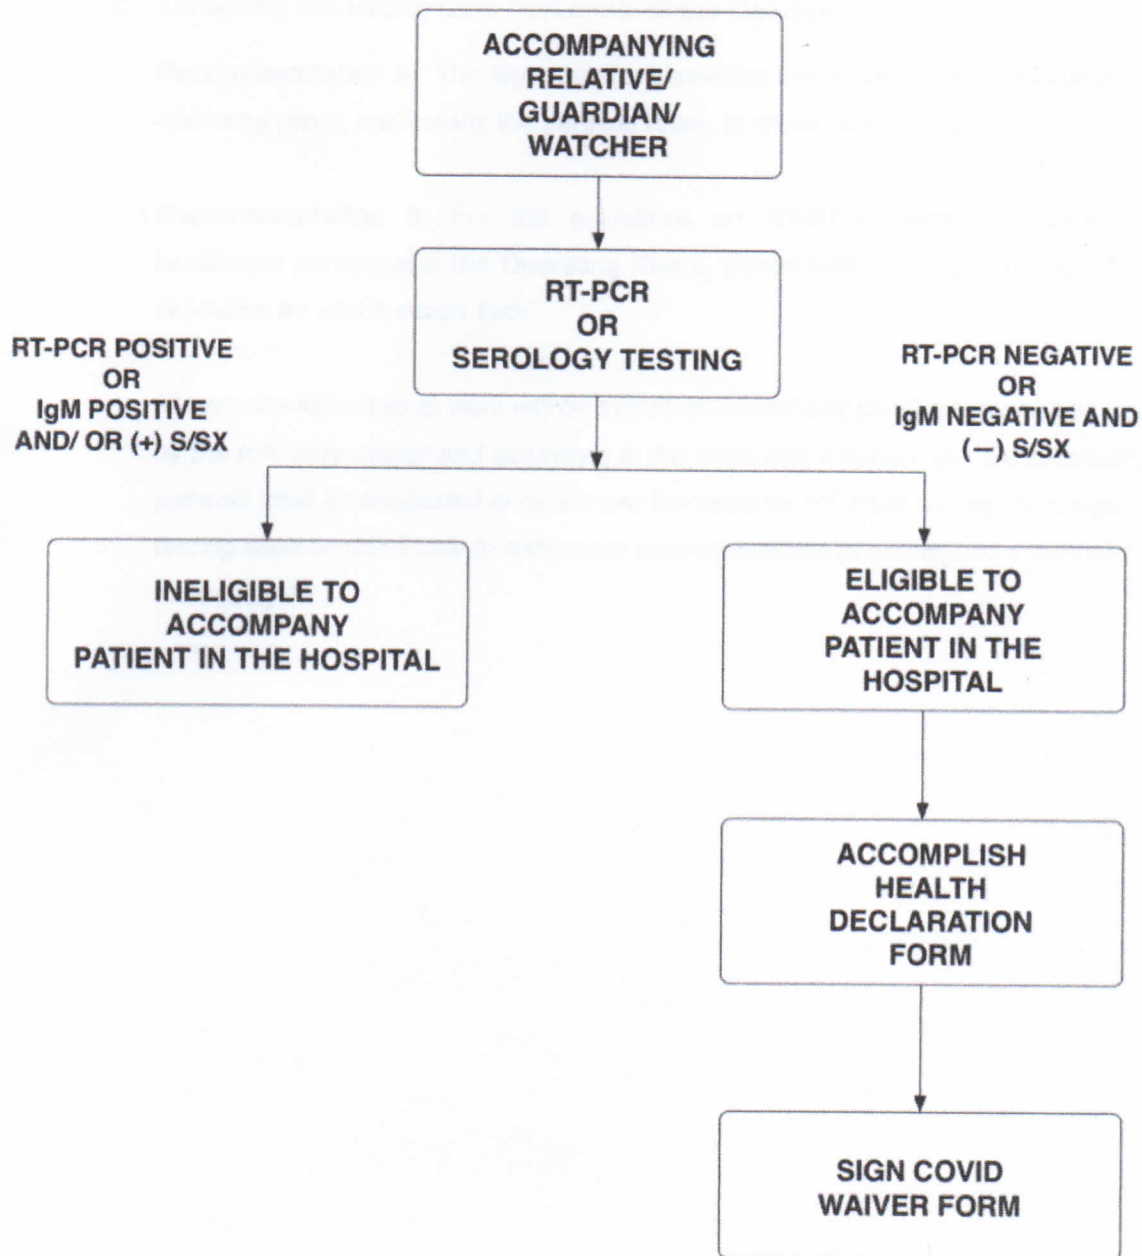 ACCOMPANYING
RELATIVE/
GUARDIAN/
WATCHER
RT-PCR
OR
SEROLOGY TESTING
RT-PCR POSITIVE
OR
IgM POSITIVE
AND/ OR (+) S/SX
RT-PCR NEGATIVE
OR
IgM NEGATIVE AND
(−) S/SX
INELIGIBLE TO
ACCOMPANY
PATIENT IN THE HOSPITAL
ELIGIBLE TO
ACCOMPANY
PATIENT IN THE
HOSPITAL
ACCOMPLISH
HEALTH
DECLARATION
FORM
SIGN COVID
WAIVER FORM